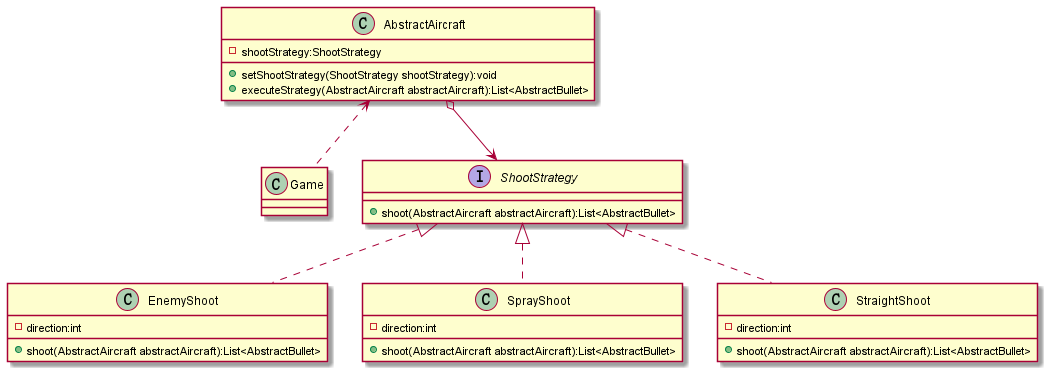 C AbstractAircraft
shootStrategy:ShootStrategy
setShootStrategy(ShootStrategy shootStrategy):void
executeStrategy(AbstractAircraft abstractAircraft):List<AbstractBullet>
C Game
I ShootStrategy
shoot(AbstractAircraft abstractAircraft):List<AbstractBullet>
C EnemyShoot
direction:int
shoot(AbstractAircraft abstractAircraft):List<AbstractBullet>
C SprayShoot
direction:int
shoot(AbstractAircraft abstractAircraft):List<AbstractBullet>
C StraightShoot
direction:int
shoot(AbstractAircraft abstractAircraft):List<AbstractBullet>